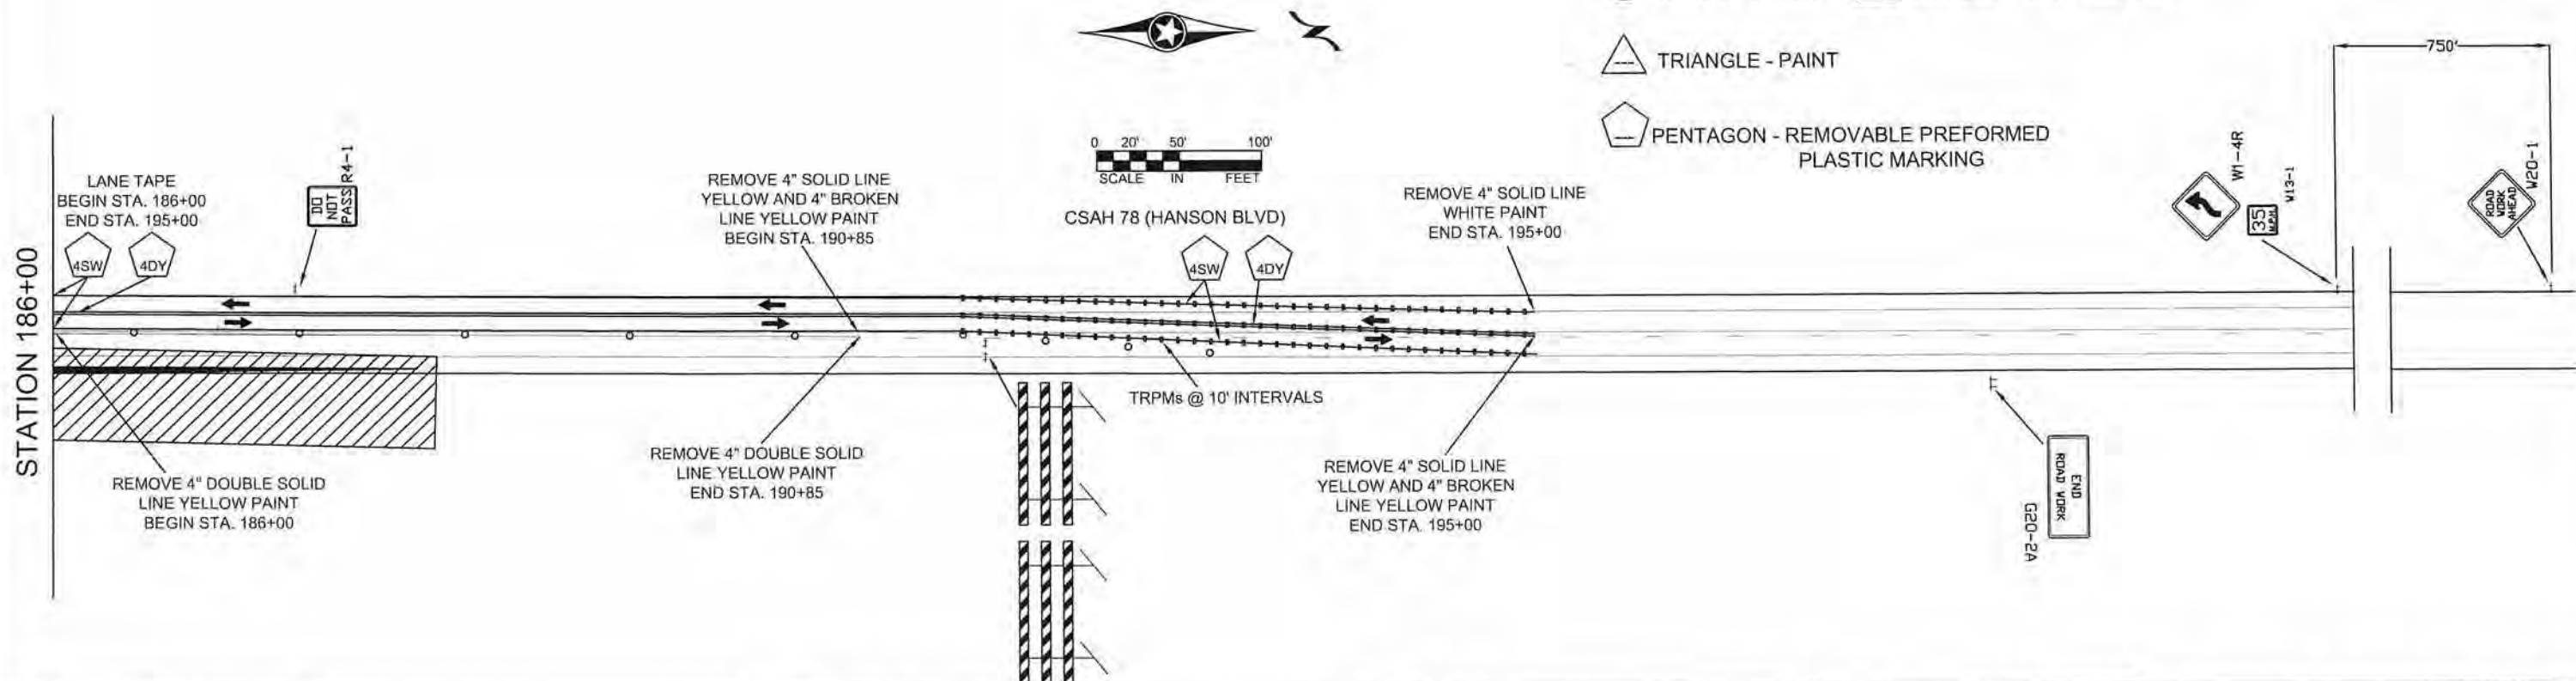 TRIANGLE - PAINT
PENTAGON - REMOVABLE PREFORMED
PLASTIC MARKING
750'
0 20' 50' 100'
SCALE IN FEET
CSAH 78 (HANSON BLVD)
STATION 186+00
LANE TAPE
BEGIN STA. 186+00
END STA. 195+00
4SW
4DY
DO
NOT
PASS
R4-1
REMOVE 4" SOLID LINE
YELLOW AND 4" BROKEN
LINE YELLOW PAINT
BEGIN STA. 190+85
4SW
4DY
REMOVE 4" SOLID LINE
WHITE PAINT
END STA. 195+00
W1-4R
35
M.P.H.
W13-1
ROAD
WORK
AHEAD
W20-1
REMOVE 4" DOUBLE SOLID
LINE YELLOW PAINT
BEGIN STA. 186+00
REMOVE 4" DOUBLE SOLID
LINE YELLOW PAINT
END STA. 190+85
TRPMs @ 10' INTERVALS
REMOVE 4" SOLID LINE
YELLOW AND 4" BROKEN
LINE YELLOW PAINT
END STA. 195+00
END
ROAD WORK
G20-2A